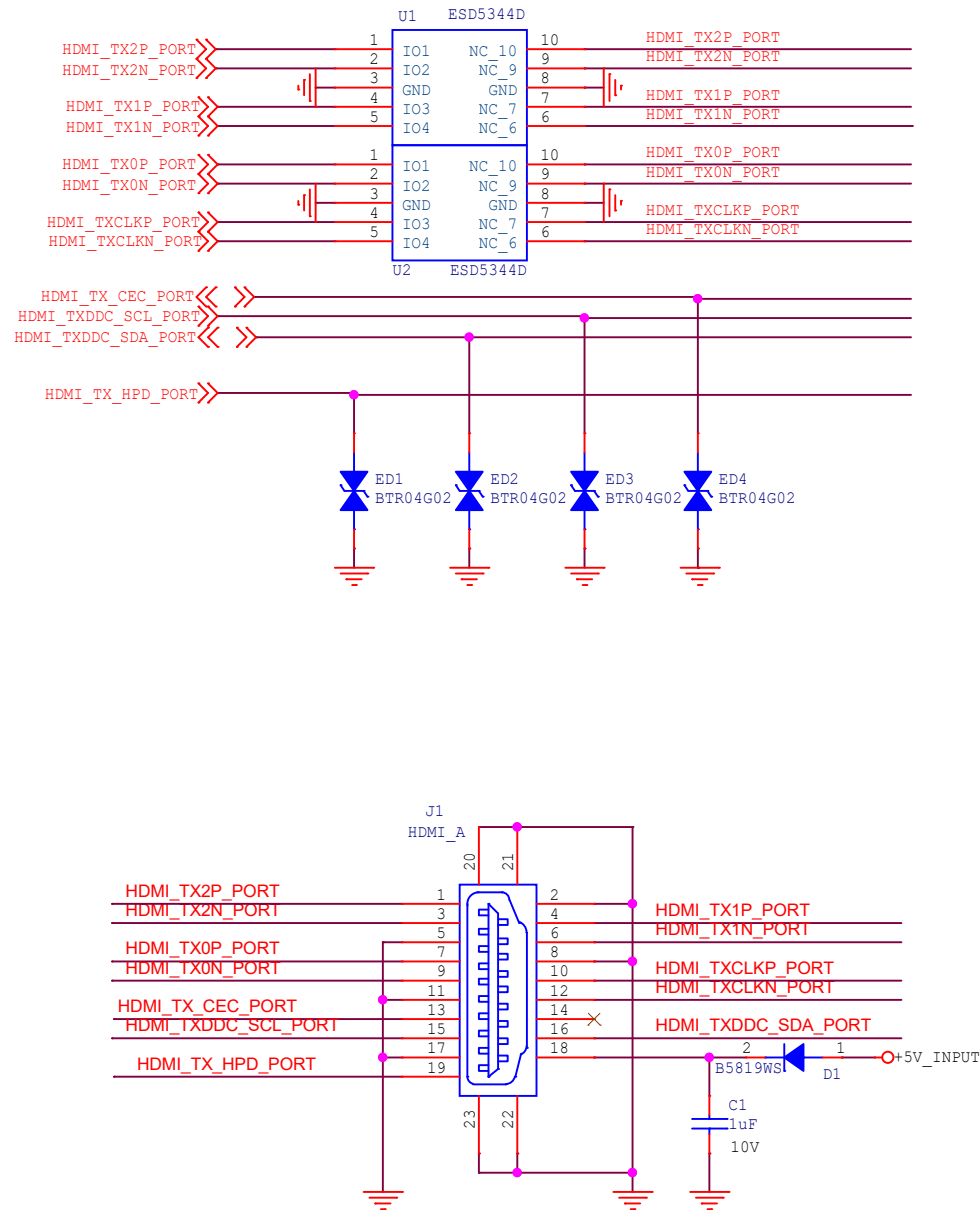 U1 ESD5344D
HDMI_TX2P_PORT 1 IO1 NC_10 10 HDMI_TX2P_PORT
HDMI_TX2N_PORT 2 IO2 NC_9 9 HDMI_TX2N_PORT
3 GND GND 8
HDMI_TX1P_PORT 4 IO3 NC_7 7 HDMI_TX1P_PORT
HDMI_TX1N_PORT 5 IO4 NC_6 6 HDMI_TX1N_PORT
HDMI_TX0P_PORT 1 IO1 NC_10 10 HDMI_TX0P_PORT
HDMI_TX0N_PORT 2 IO2 NC_9 9 HDMI_TX0N_PORT
3 GND GND 8
HDMI_TXCLKP_PORT 4 IO3 NC_7 7 HDMI_TXCLKP_PORT
HDMI_TXCLKN_PORT 5 IO4 NC_6 6 HDMI_TXCLKN_PORT
U2 ESD5344D
HDMI_TX_CEC_PORT
HDMI_TXDDC_SCL_PORT
HDMI_TXDDC_SDA_PORT
HDMI_TX_HPD_PORT
ED1 ED2 ED3 ED4
BTR04G02 BTR04G02 BTR04G02 BTR04G02
J1
HDMI_A
20 21
HDMI_TX2P_PORT 1 2
HDMI_TX2N_PORT 3 4 HDMI_TX1P_PORT
5 6 HDMI_TX1N_PORT
HDMI_TX0P_PORT 7 8
HDMI_TX0N_PORT 9 10 HDMI_TXCLKP_PORT
11 12 HDMI_TXCLKN_PORT
HDMI_TX_CEC_PORT 13 14
HDMI_TXDDC_SCL_PORT 15 16 HDMI_TXDDC_SDA_PORT
17 18 2 1 +5V_INPUT
HDMI_TX_HPD_PORT 19 B5819WS D1
23 22
C1
1uF
10V